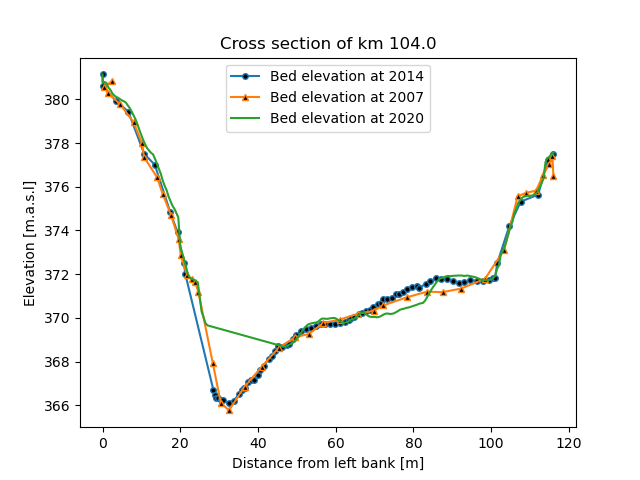 Cross section of km 104.0
Bed elevation at 2014
Bed elevation at 2007
Bed elevation at 2020
Elevation [m.a.s.l]
380
378
376
374
372
370
368
366
0 20 40 60 80 100 120
Distance from left bank [m]